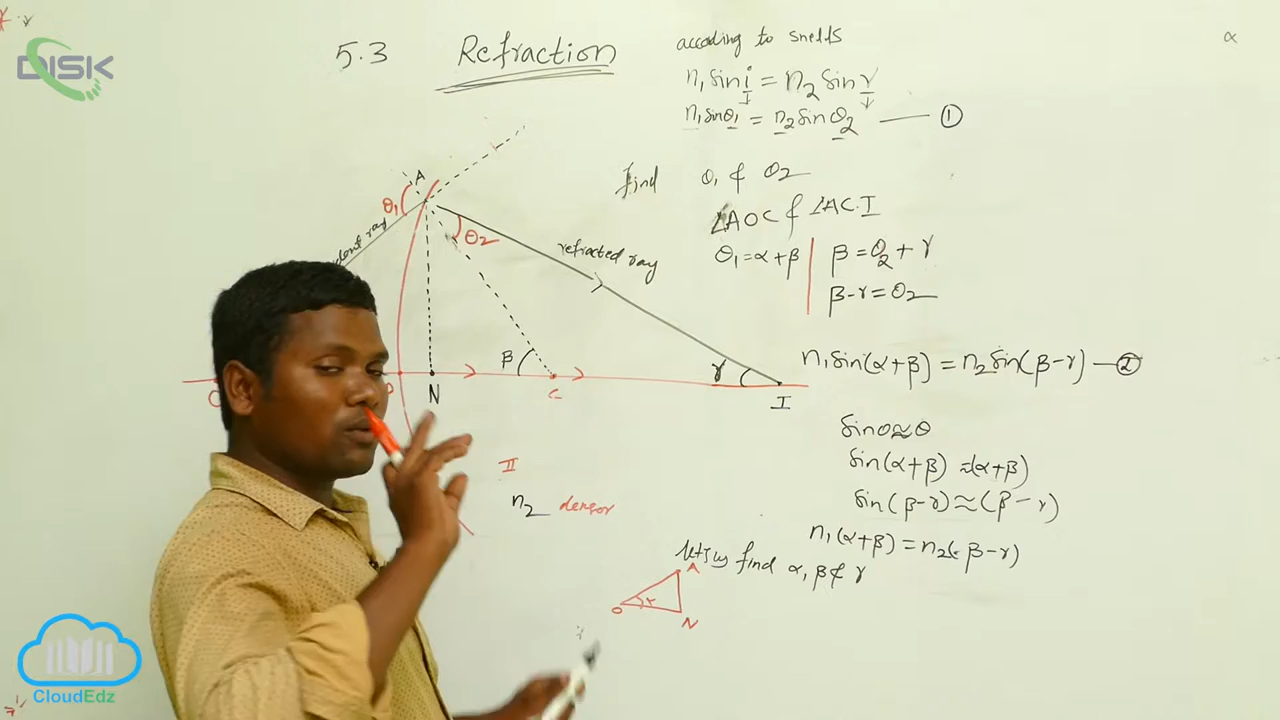 DISK
5.3 Refraction
accoding to snells
n₁ sin i = n₂ sin r
I
n₁ sinθ₁ = n₂ sinθ₂ — ①
α
find θ₁ & θ₂
∠AOC & ∠ACI
θ₁ = α+β
β = θ₂ + γ
β-γ = θ₂
n₁ sin(α+β) = n₂ sin(β-γ) — ②
sinθ ≈ θ
sin(α+β) ≈ (α+β)
sin(β-γ) ≈ (β-γ)
n₁(α+β) = n₂(β-γ)
let us find α, β & γ
A
O
N
A
θ₁
θ₂
refracted ray
β
γ
N
C
I
II
n₂ denser
CloudEdz